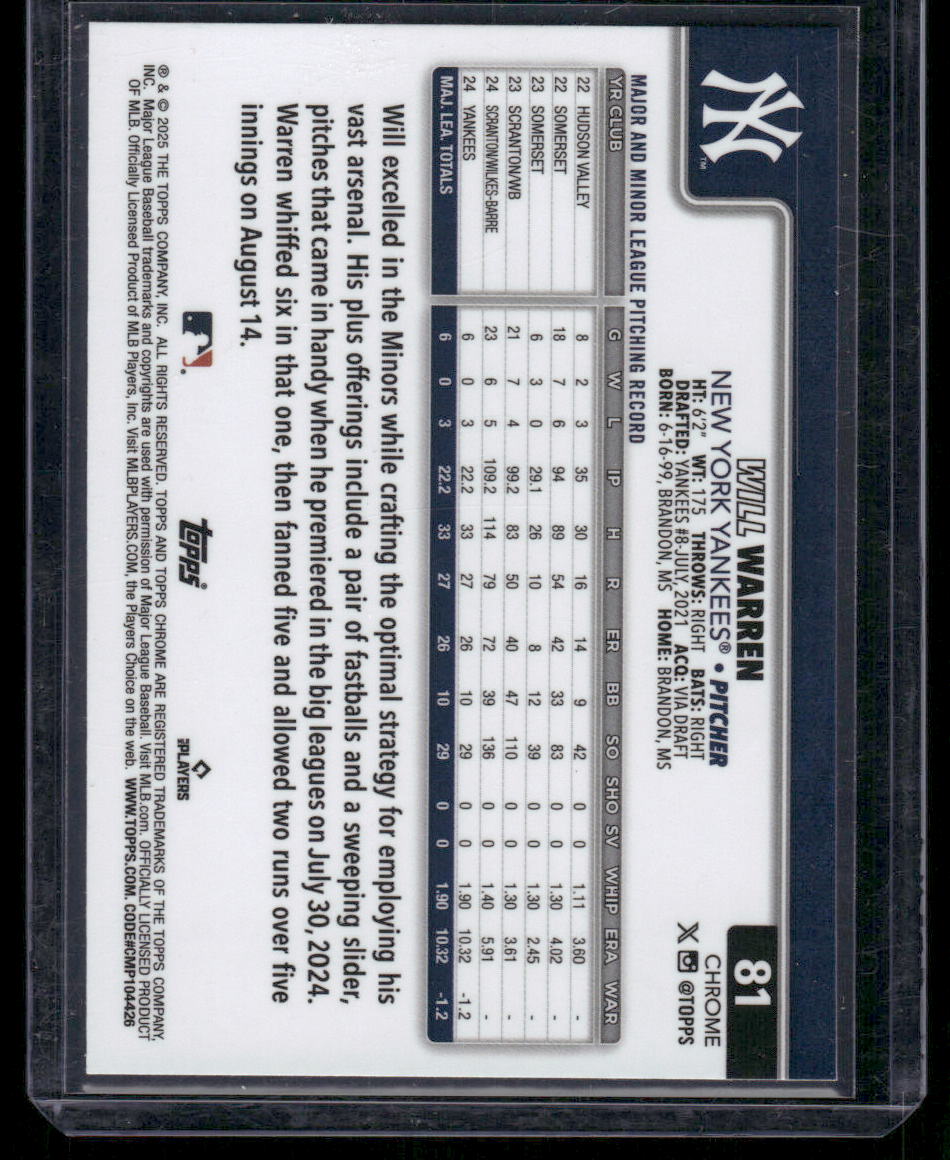 NY
TM
81
CHROME
@TOPPS
WILL WARREN
NEW YORK YANKEES® • PITCHER
HT: 6'2" WT: 175 THROWS: RIGHT BATS: RIGHT
DRAFTED: YANKEES #8-JULY, 2021 ACQ: VIA DRAFT
BORN: 6-16-99, BRANDON, MS HOME: BRANDON, MS
MAJOR AND MINOR LEAGUE PITCHING RECORD
YR CLUB G W L IP H R ER BB SO SHO SV WHIP ERA WAR
22 HUDSON VALLEY 8 2 3 35 30 16 14 9 42 0 0 1.11 3.60 -
22 SOMERSET 18 7 6 94 89 54 42 33 83 0 0 1.30 4.02 -
23 SOMERSET 6 3 0 29.1 26 10 8 12 39 0 0 1.30 2.45 -
23 SCRANTON/WB 21 7 4 99.2 83 50 40 47 110 0 0 1.30 3.61 -
24 SCRANTON/WILKES-BARRE 23 6 5 109.2 114 79 72 39 136 0 0 1.40 5.91 -
24 YANKEES 6 0 3 22.2 33 27 26 10 29 0 0 1.90 10.32 -1.2
MAJ. LEA. TOTALS 6 0 3 22.2 33 27 26 10 29 0 0 1.90 10.32 -1.2
Will excelled in the Minors while crafting the optimal strategy for employing his
vast arsenal. His plus offerings include a pair of fastballs and a sweeping slider,
pitches that came in handy when he premiered in the big leagues on July 30, 2024.
Warren whiffed six in that one, then fanned five and allowed two runs over five
innings on August 14.
topps®
PLAYERS
® & © 2025 THE TOPPS COMPANY, INC. ALL RIGHTS RESERVED. TOPPS AND TOPPS CHROME ARE REGISTERED TRADEMARKS OF THE TOPPS COMPANY,
INC. Major League Baseball trademarks and copyrights are used with permission of Major League Baseball. Visit MLB.com. OFFICIALLY LICENSED PRODUCT
OF MLB. Officially Licensed Product of MLB Players, Inc. Visit MLBPLAYERS.COM, the Players Choice on the web. WWW.TOPPS.COM. CODE#CMP104426